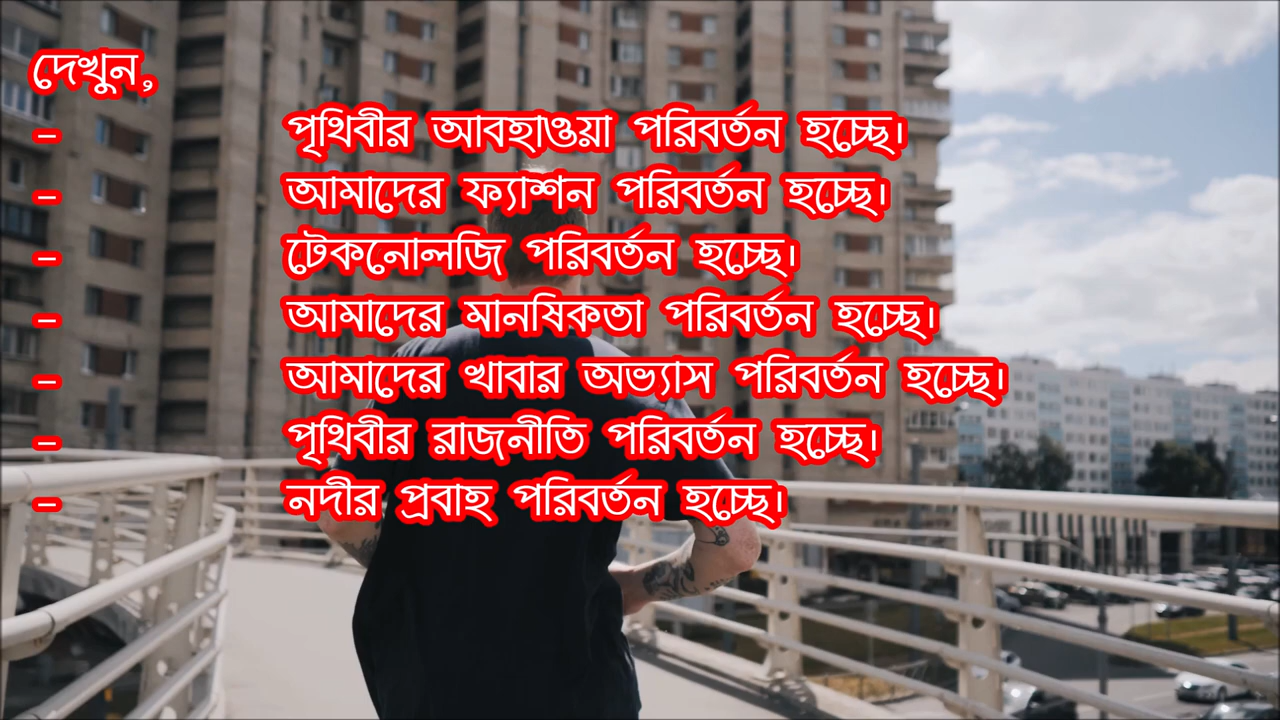 দেখুন,
- পৃথিবীর আবহাওয়া পরিবর্তন হচ্ছে।
- আমাদের ফ্যাশন পরিবর্তন হচ্ছে।
- টেকনোলজি পরিবর্তন হচ্ছে।
- আমাদের মানষিকতা পরিবর্তন হচ্ছে।
- আমাদের খাবার অভ্যাস পরিবর্তন হচ্ছে।
- পৃথিবীর রাজনীতি পরিবর্তন হচ্ছে।
- নদীর প্রবাহ পরিবর্তন হচ্ছে।